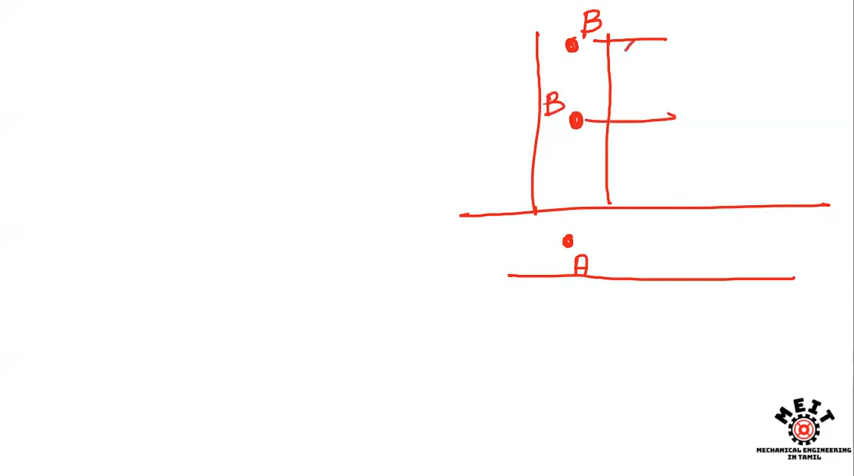 B
B
A
MEIT
MECHANICAL ENGINEERING
IN TAMIL